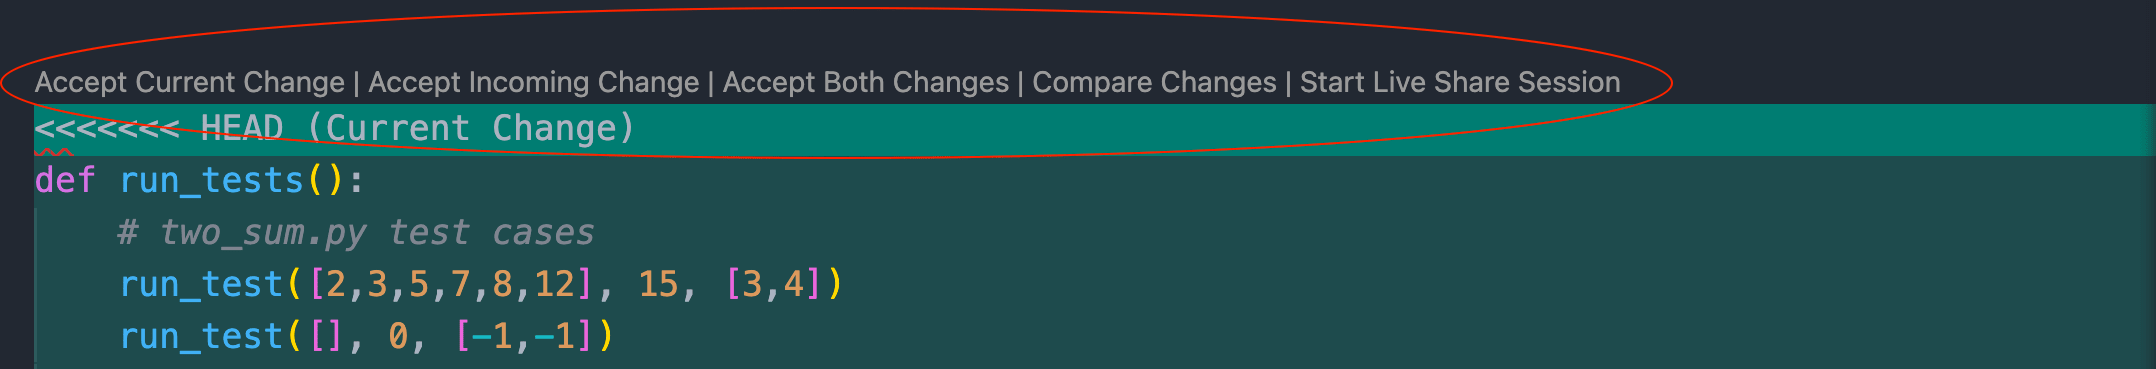 Accept Current Change | Accept Incoming Change | Accept Both Changes | Compare Changes | Start Live Share Session
<<<<<<< HEAD (Current Change)
def run_tests():
    # two_sum.py test cases
    run_test([2,3,5,7,8,12], 15, [3,4])
    run_test([], 0, [-1,-1])